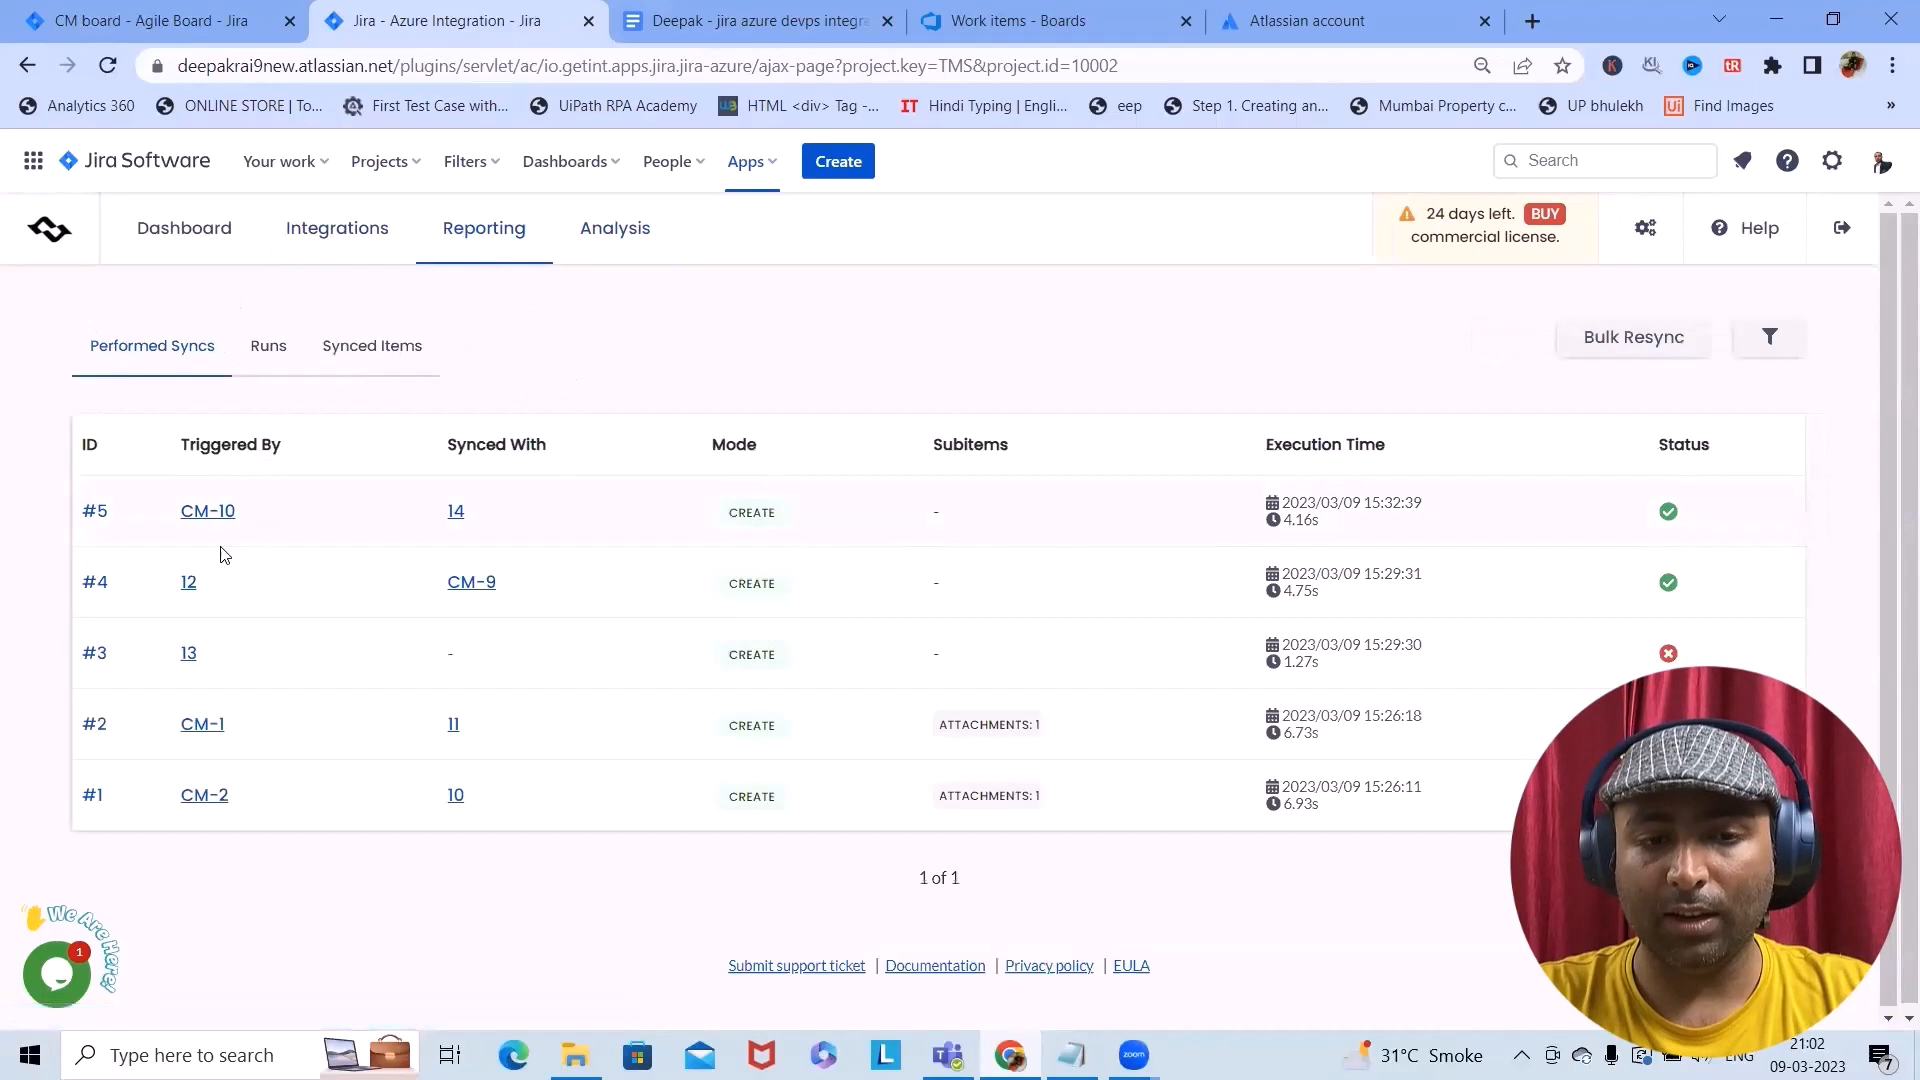 CM board - Agile Board - Jira
Jira - Azure Integration - Jira
Deepak - jira azure devps integra
Work items - Boards
Atlassian account
deepakrai9new.atlassian.net/plugins/servlet/ac/io.getint.apps.jira.jira-azure/ajax-page?project.key=TMS&project.id=10002
Analytics 360
ONLINE STORE | To...
First Test Case with...
UiPath RPA Academy
HTML <div> Tag -...
IT Hindi Typing | Engli...
eep
Step 1. Creating an...
Mumbai Property c...
UP bhulekh
Ui Find Images
»
Jira Software Your work Projects Filters Dashboards People Apps Create Search
Dashboard Integrations Reporting Analysis
24 days left. BUY
commercial license.
Help
Performed Syncs Runs Synced Items
Bulk Resync
ID Triggered By Synced With Mode Subitems Execution Time Status
#5 CM-10 14 CREATE - 2023/03/09 15:32:39
4.16s
#4 12 CM-9 CREATE - 2023/03/09 15:29:31
4.75s
#3 13 - CREATE - 2023/03/09 15:29:30
1.27s
#2 CM-1 11 CREATE ATTACHMENTS: 1 2023/03/09 15:26:18
6.73s
#1 CM-2 10 CREATE ATTACHMENTS: 1 2023/03/09 15:26:11
6.93s
1 of 1
We Are Here!
1
Submit support ticket | Documentation | Privacy policy | EULA
Type here to search
L
zoom
31°C Smoke
ENG
21:02
09-03-2023
7